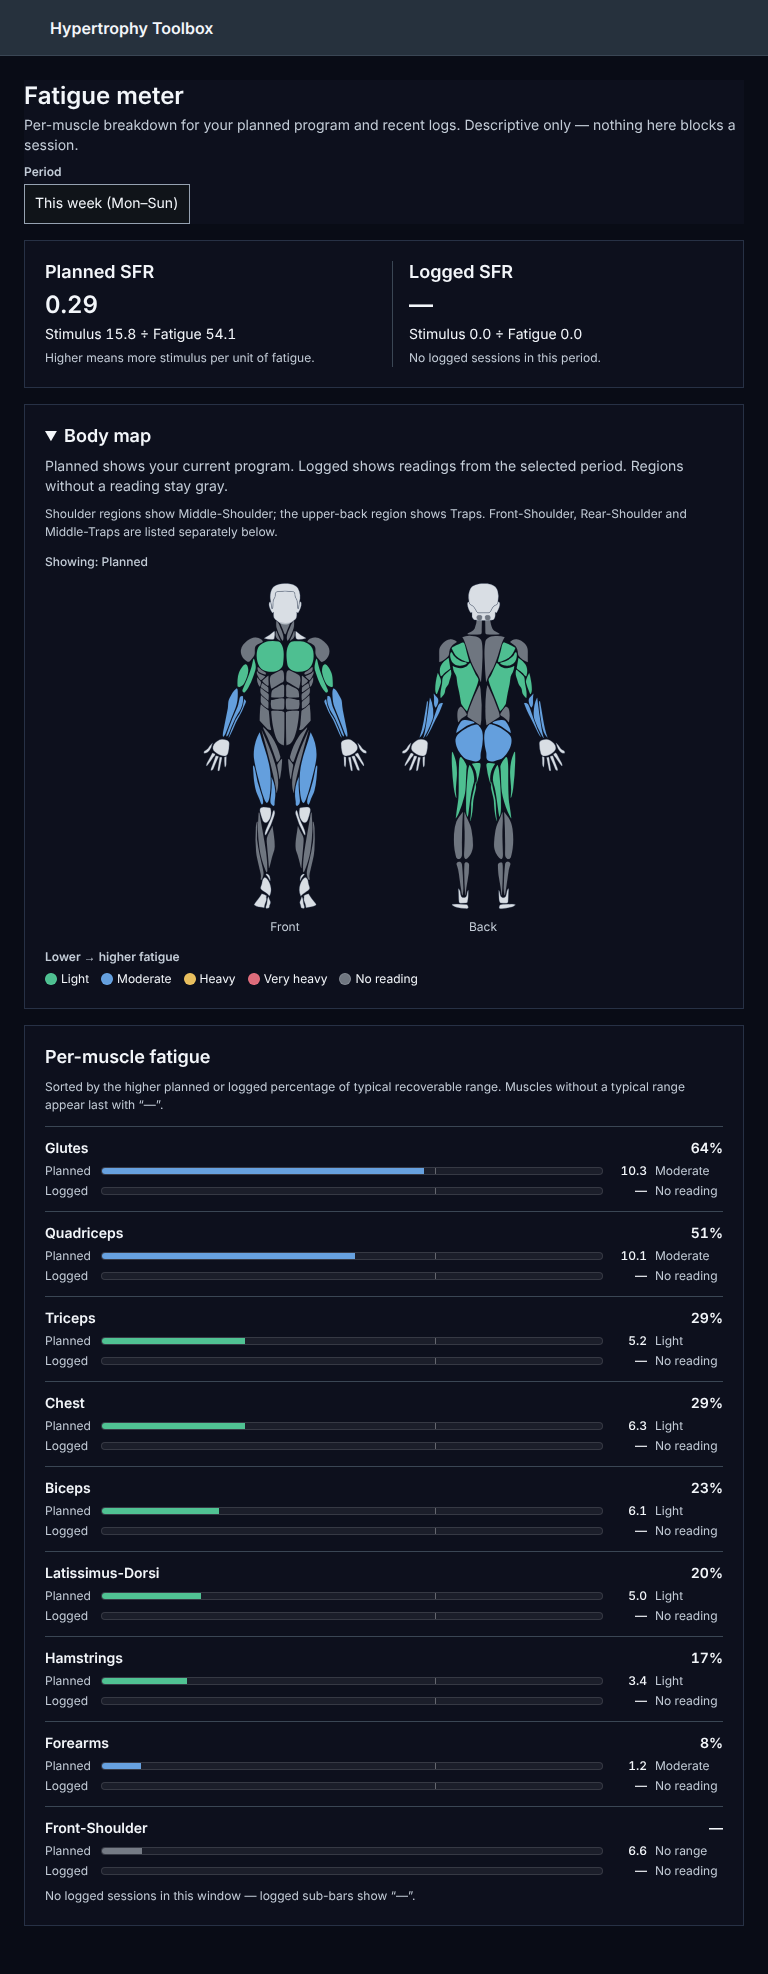 Hypertrophy Toolbox
Fatigue meter
Per-muscle breakdown for your planned program and recent logs. Descriptive only — nothing here blocks a
session.
Period
This week (Mon–Sun)
Planned SFR
0.29
Stimulus 15.8 ÷ Fatigue 54.1
Higher means more stimulus per unit of fatigue.
Logged SFR
—
Stimulus 0.0 ÷ Fatigue 0.0
No logged sessions in this period.
▼ Body map
Planned shows your current program. Logged shows readings from the selected period. Regions
without a reading stay gray.
Shoulder regions show Middle-Shoulder; the upper-back region shows Traps. Front-Shoulder, Rear-Shoulder and
Middle-Traps are listed separately below.
Showing: Planned
Front Back
Lower → higher fatigue
Light Moderate Heavy Very heavy No reading
Per-muscle fatigue
Sorted by the higher planned or logged percentage of typical recoverable range. Muscles without a typical range
appear last with “—”.
Glutes 64%
Planned 10.3 Moderate
Logged — No reading
Quadriceps 51%
Planned 10.1 Moderate
Logged — No reading
Triceps 29%
Planned 5.2 Light
Logged — No reading
Chest 29%
Planned 6.3 Light
Logged — No reading
Biceps 23%
Planned 6.1 Light
Logged — No reading
Latissimus-Dorsi 20%
Planned 5.0 Light
Logged — No reading
Hamstrings 17%
Planned 3.4 Light
Logged — No reading
Forearms 8%
Planned 1.2 Moderate
Logged — No reading
Front-Shoulder —
Planned 6.6 No range
Logged — No reading
No logged sessions in this window — logged sub-bars show “—”.